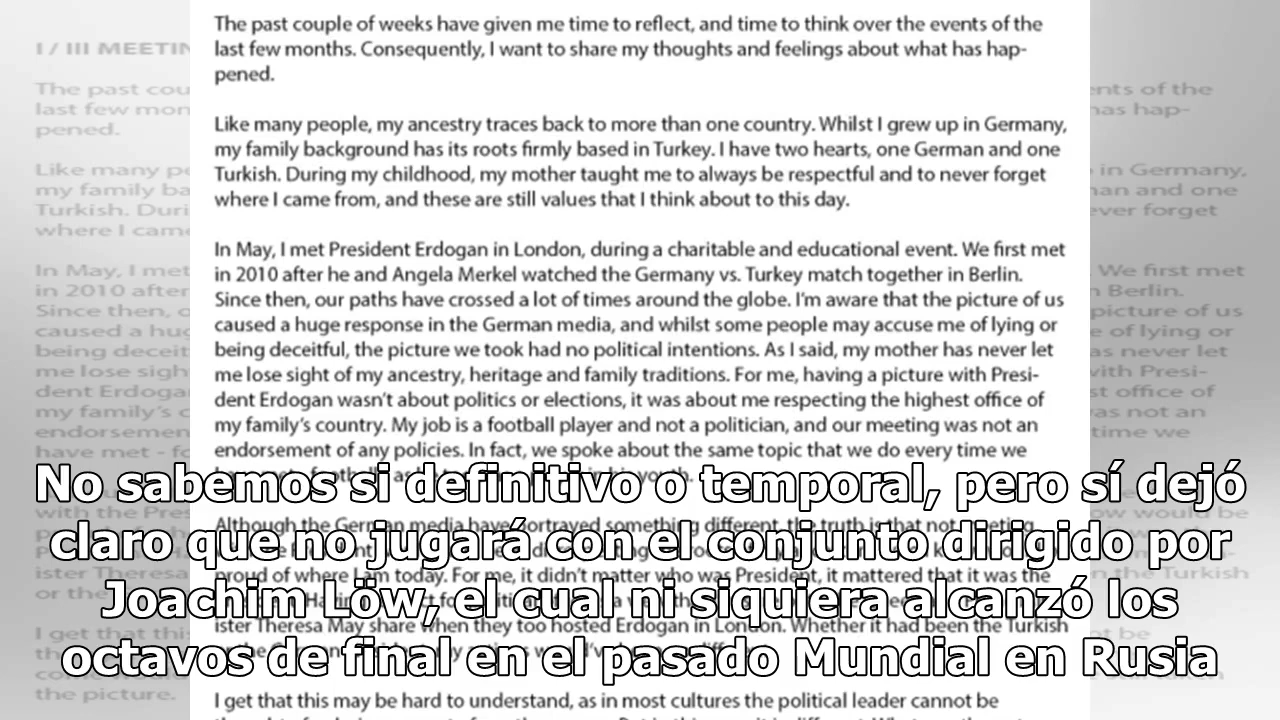 The past couple of weeks have given me time to reflect, and time to think over the events of the
last few months. Consequently, I want to share my thoughts and feelings about what has hap-
pened.
Like many people, my ancestry traces back to more than one country. Whilst I grew up in Germany,
my family background has its roots firmly based in Turkey. I have two hearts, one German and one
Turkish. During my childhood, my mother taught me to always be respectful and to never forget
where I came from, and these are still values that I think about to this day.
In May, I met President Erdogan in London, during a charitable and educational event. We first met
in 2010 after he and Angela Merkel watched the Germany vs. Turkey match together in Berlin.
Since then, our paths have crossed a lot of times around the globe. I'm aware that the picture of us
caused a huge response in the German media, and whilst some people may accuse me of lying or
being deceitful, the picture we took had no political intentions. As I said, my mother has never let
me lose sight of my ancestry, heritage and family traditions. For me, having a picture with Presi-
dent Erdogan wasn't about politics or elections, it was about me respecting the highest office of
my family's country. My job is a football player and not a politician, and our meeting was not an
endorsement of any policies. In fact, we spoke about the same topic that we do every time we
No sabemos si definitivo o temporal, pero sí dejó
Although the German media have portrayed something different, the truth is that not meeting
claro que no jugará con el conjunto dirigido por
proud of where I am today. For me, it didn't matter who was President, it mattered that it was the
Joachim Löw, el cual ni siquiera alcanzó los
ister Theresa May share when they too hosted Erdogan in London. Whether it had been the Turkish
octavos de final en el pasado Mundial en Rusia
I get that this may be hard to understand, as in most cultures the political leader cannot be